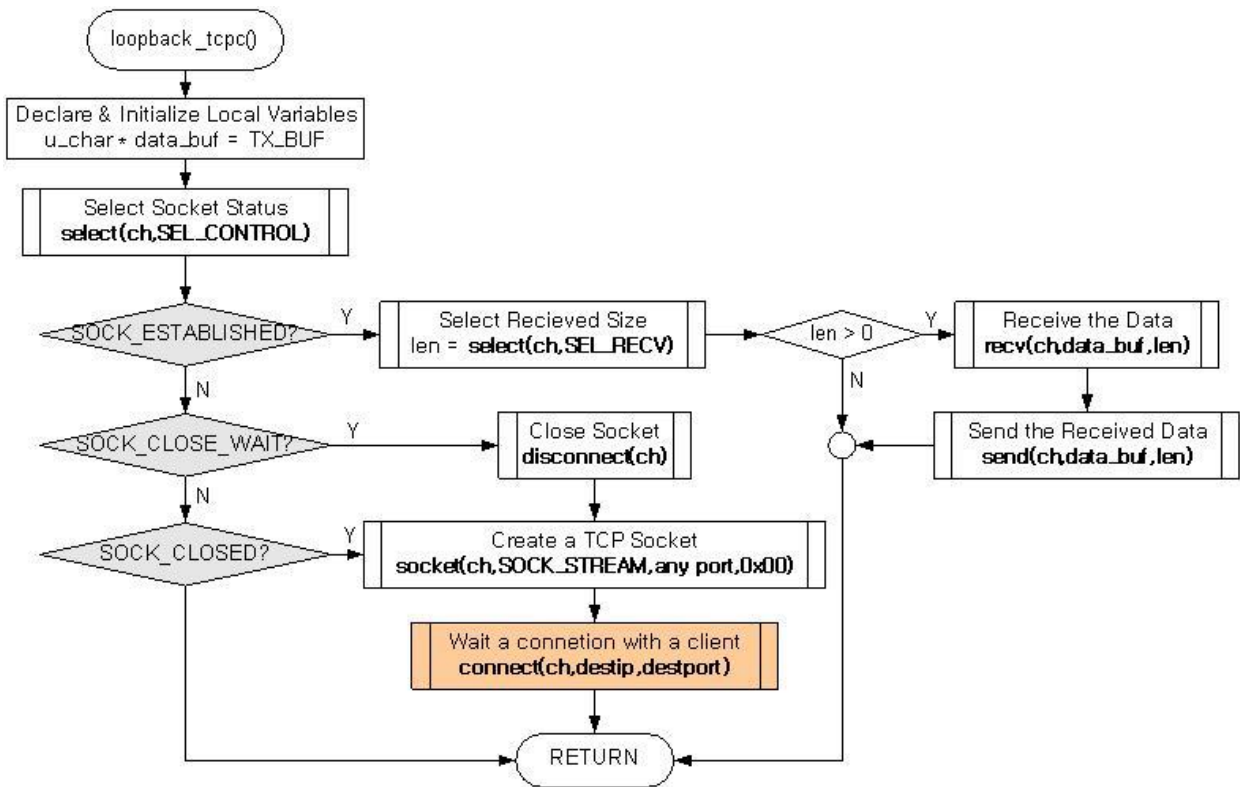 loopback_tcpc()
Declare & Initialize Local Variables
u_char * data_buf = TX_BUF
Select Socket Status
select(ch,SEL_CONTROL)
SOCK_ESTABLISHED?
Y
Select Recieved Size
len = select(ch,SEL_RECV)
len > 0
Y
Receive the Data
recv(ch,data_buf,len)
N
N
SOCK_CLOSE_WAIT?
Y
Close Socket
disconnect(ch)
Send the Received Data
send(ch,data_buf,len)
N
SOCK_CLOSED?
Y
Create a TCP Socket
socket(ch,SOCK_STREAM,any port,0x00)
Wait a connetion with a client
connect(ch,destip,destport)
RETURN